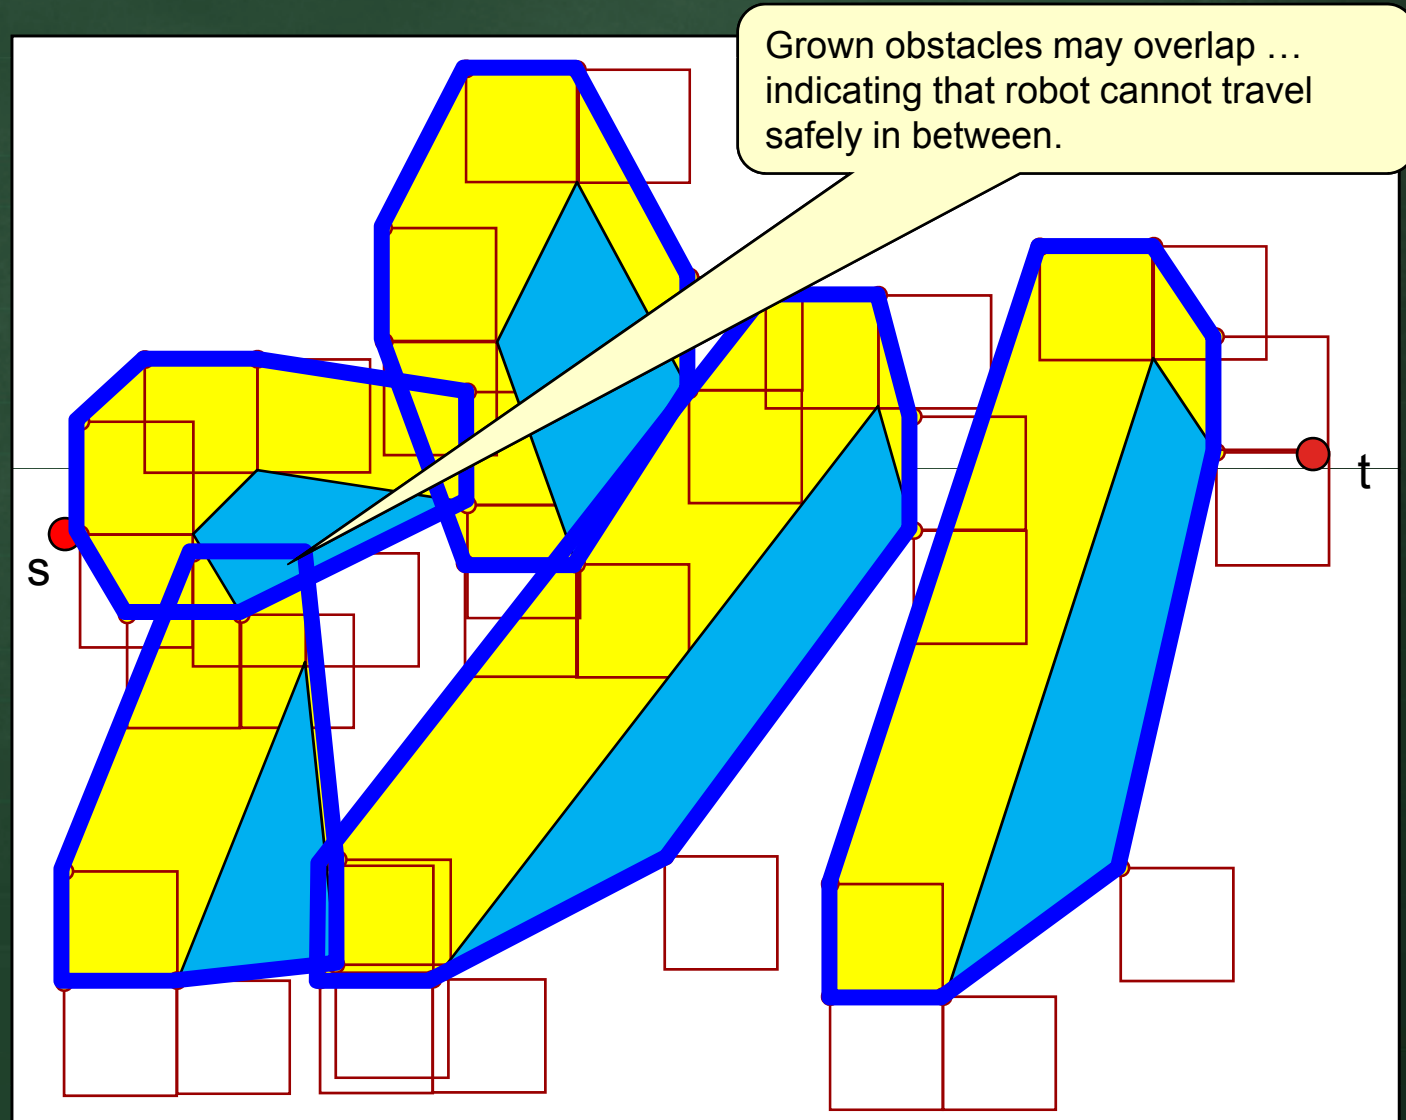 Grown obstacles may overlap …
indicating that robot cannot travel
safely in between.
t
s